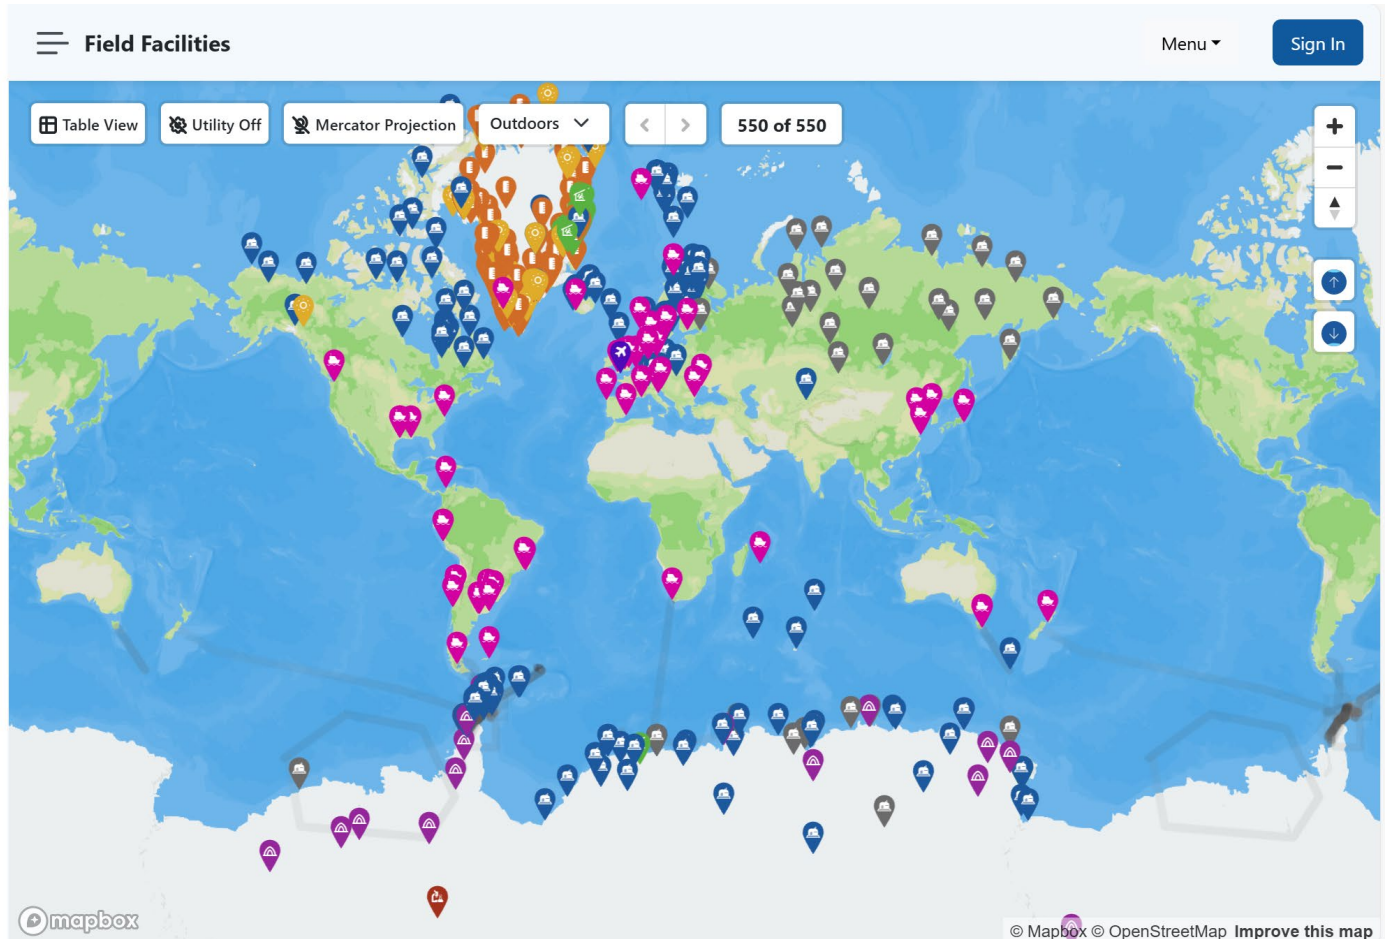 Field Facilities
Menu
Sign In
Table View
Utility Off
Mercator Projection
Outdoors
550 of 550
mapbox
© Mapbox © OpenStreetMap Improve this map